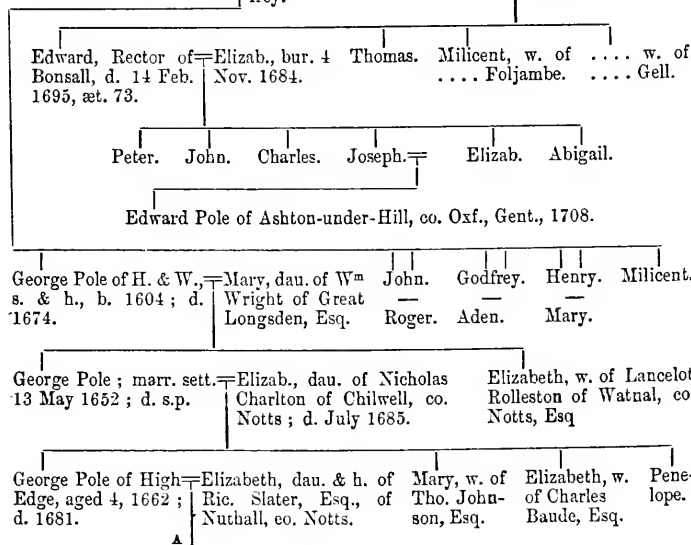 Edward, Rector of=Elizab., bur. 4 Thomas. Milicent, w. of .... w. of
Bonsall, d. 14 Feb. Nov. 1684. .... Foljambe. .... Gell.
1695, æt. 73.
Peter. John. Charles. Joseph.= Elizab. Abigail.
Edward Pole of Ashton-under-Hill, co. Oxf., Gent., 1708.
George Pole of H. & W.,=Mary, dau. of Wm John. Godfrey. Henry. Milicent.
s. & h., b. 1604; d. Wright of Great — — —
1674. Longsden, Esq. Roger. Aden. Mary.
George Pole; marr. sett.=Elizab., dau. of Nicholas Elizabeth, w. of Lancelot
13 May 1652; d. s.p. Charlton of Chilwell, co. Rolleston of Watnal, co
Notts; d. July 1685. Notts, Esq
George Pole of High=Elizabeth, dau. & h. of Mary, w. of Elizabeth, w. Pene-
Edge, aged 4, 1662; Ric. Slater, Esq., of Tho. John- of Charles lope.
d. 1681. Nuthall, co. Notts. son, Esq. Baude, Esq.
A